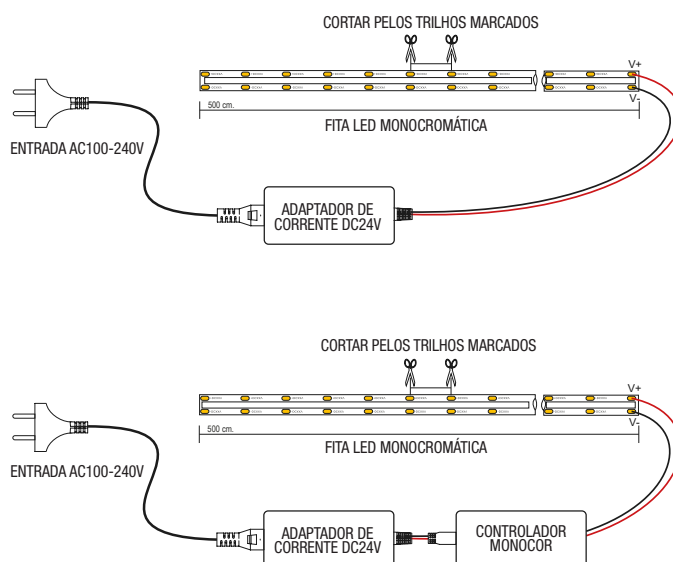 CORTAR PELOS TRILHOS MARCADOS
V+
V-
500 cm.
FITA LED MONOCROMÁTICA
ENTRADA AC100-240V
ADAPTADOR DE
CORRENTE DC24V
CORTAR PELOS TRILHOS MARCADOS
V+
V-
500 cm.
FITA LED MONOCROMÁTICA
ENTRADA AC100-240V
ADAPTADOR DE
CORRENTE DC24V
CONTROLADOR
MONOCOR